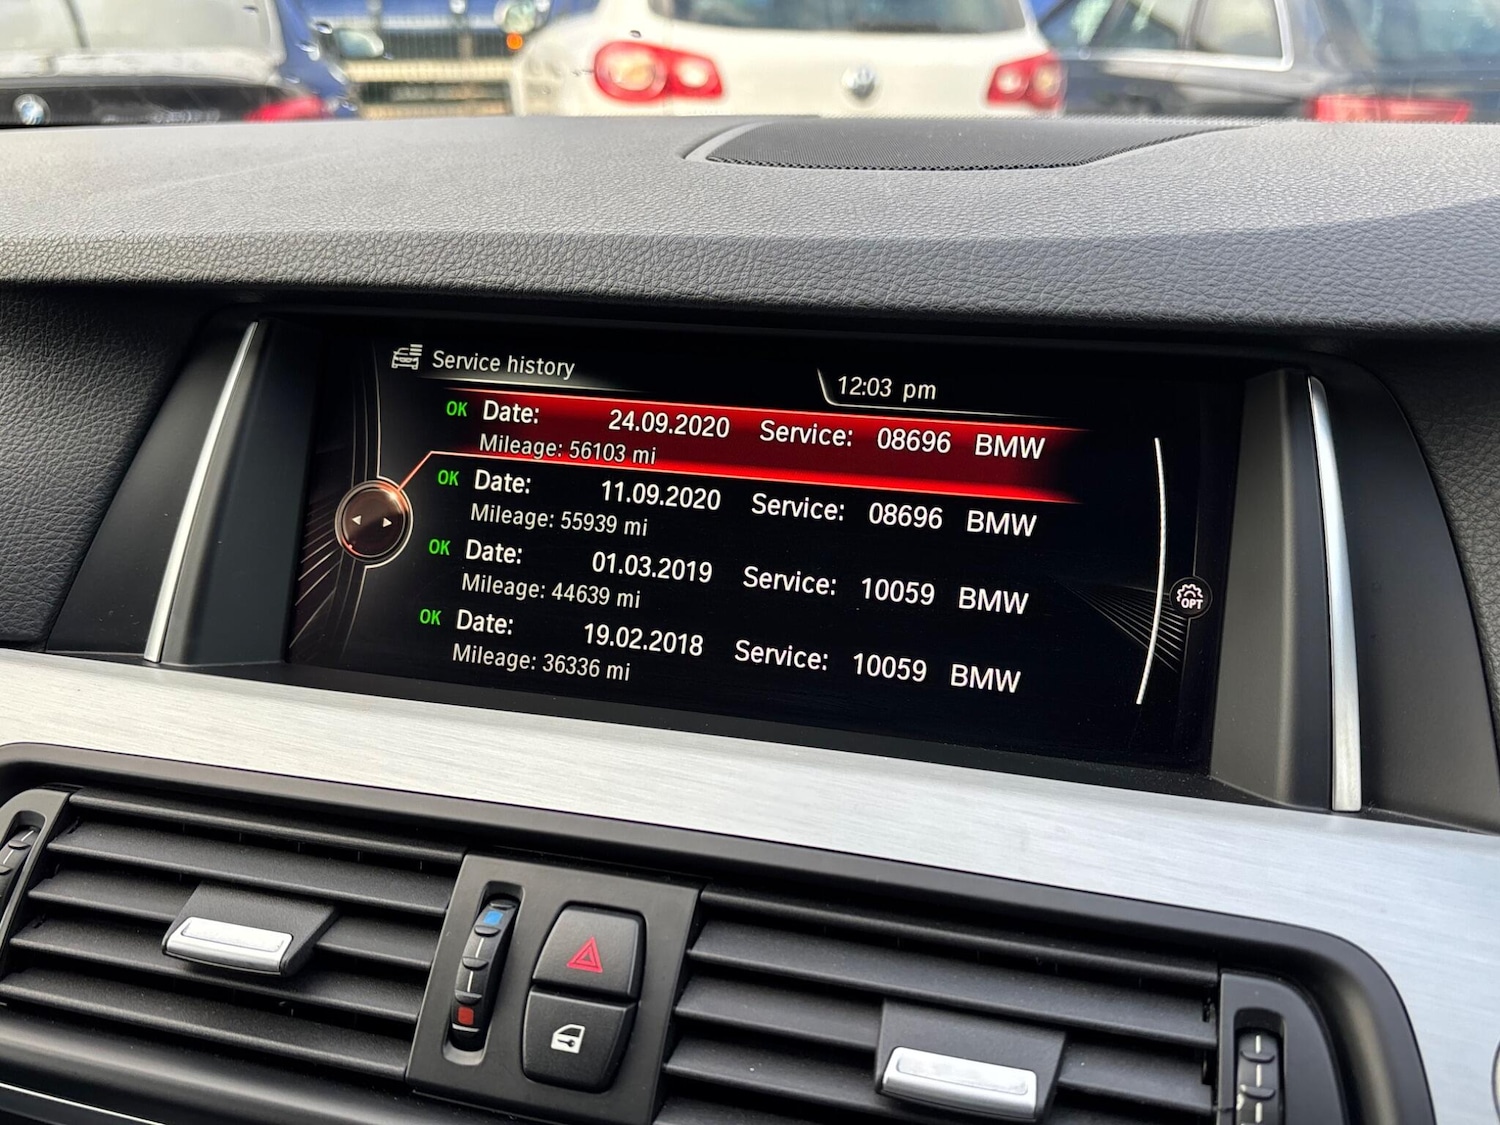 Service history
12:03 pm
OK Date: 24.09.2020 Service: 08696 BMW
Mileage: 56103 mi
OK Date: 11.09.2020 Service: 08696 BMW
Mileage: 55939 mi
OK Date: 01.03.2019 Service: 10059 BMW
Mileage: 44639 mi
OK Date: 19.02.2018 Service: 10059 BMW
Mileage: 36336 mi
OPT